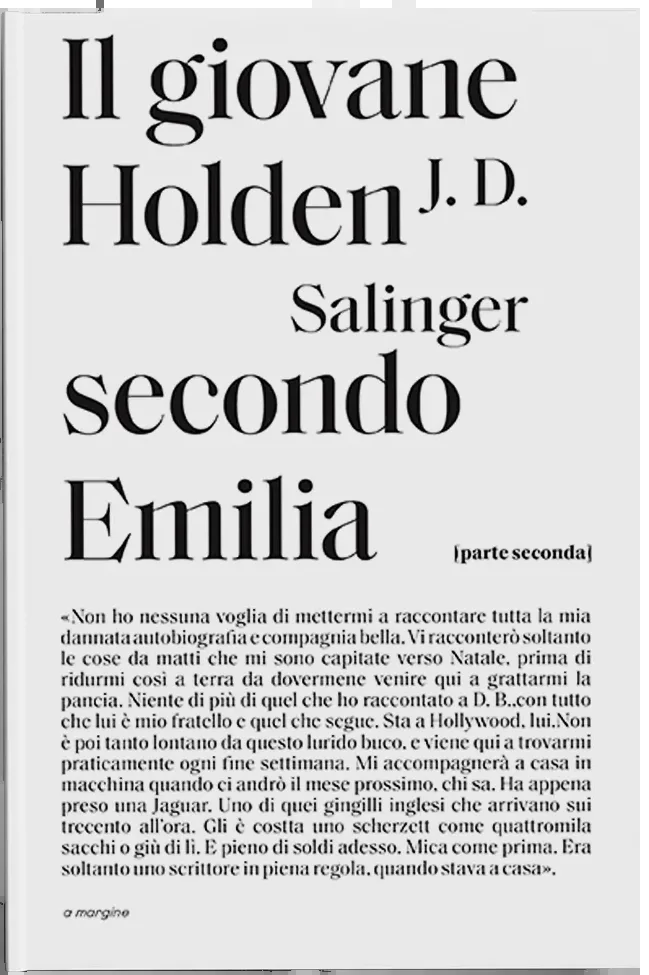 Il giovane
Holden J. D.
Salinger
secondo
Emilia
[parte seconda]
«Non ho nessuna voglia di mettermi a raccontare tutta la mia
dannata autobiografia e compagnia bella. Vi racconterò soltanto
le cose da matti che mi sono capitate verso Natale, prima di
ridurmi così a terra da dovermene venire qui a grattarmi la
pancia. Niente di più di quel che ho raccontato a D. B.,con tutto
che lui è mio fratello e quel che segue. Sta a Hollywood, lui.Non
è poi tanto lontano da questo lurido buco, e viene qui a trovarmi
praticamente ogni fine settimana. Mi accompagnerà a casa in
macchina quando ci andrò il mese prossimo, chi sa. Ha appena
preso una Jaguar. Uno di quei gingilli inglesi che arrivano sui
trecento all'ora. Gli è costta uno scherzett come quattromila
sacchi o giù di lì. E pieno di soldi adesso. Mica come prima. Era
soltanto uno scrittore in piena regola, quando stava a casa».
a margine